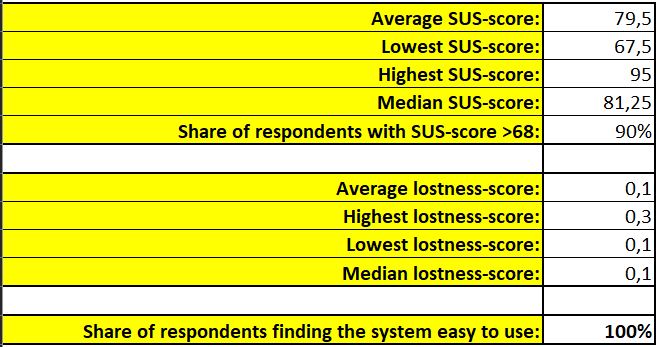 Average SUS-score: 79,5
Lowest SUS-score: 67,5
Highest SUS-score: 95
Median SUS-score: 81,25
Share of respondents with SUS-score >68: 90%
Average lostness-score: 0,1
Highest lostness-score: 0,3
Lowest lostness-score: 0,1
Median lostness-score: 0,1
Share of respondents finding the system easy to use: 100%